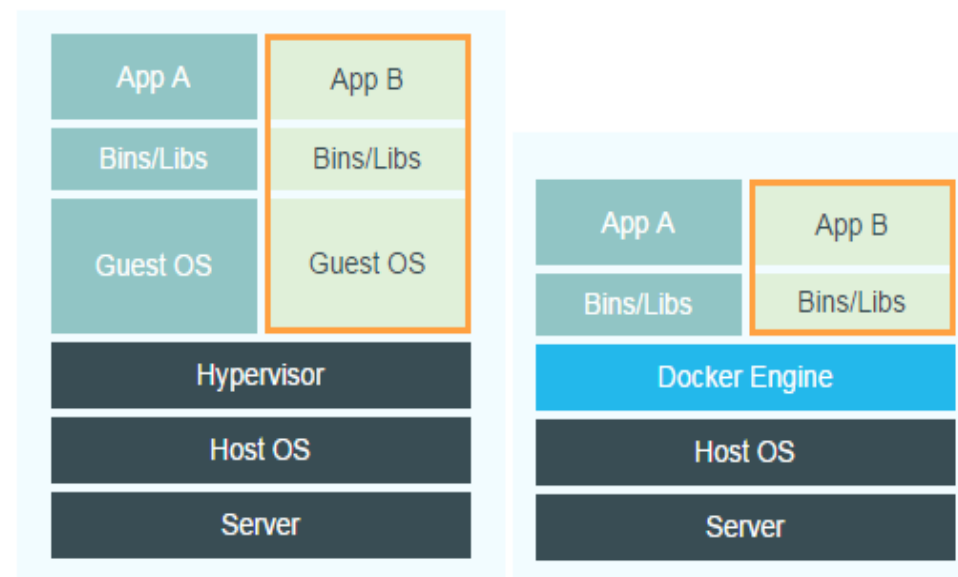 App A
App B
Bins/Libs
Bins/Libs
Guest OS
Guest OS
Hypervisor
Host OS
Server
App A
App B
Bins/Libs
Bins/Libs
Docker Engine
Host OS
Server